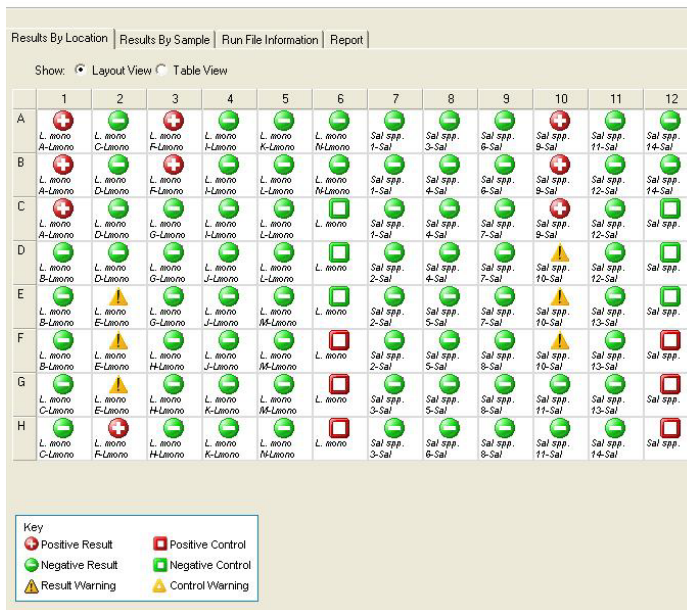 Results By Location Results By Sample Run File Information Report
Show: Layout View Table View
1 2 3 4 5 6 7 8 9 10 11 12
A
L. mono L. mono L. mono L. mono L. mono L. mono Sal spp. Sal spp. Sal spp. Sal spp. Sal spp. Sal spp.
A-Lmono C-Lmono F-Lmono I-Lmono K-Lmono N-Lmono 1-Sal 3-Sal 6-Sal 9-Sal 11-Sal 14-Sal
B
L. mono L. mono L. mono L. mono L. mono L. mono Sal spp. Sal spp. Sal spp. Sal spp. Sal spp. Sal spp.
A-Lmono D-Lmono F-Lmono I-Lmono L-Lmono N-Lmono 1-Sal 4-Sal 6-Sal 9-Sal 12-Sal 14-Sal
C
L. mono L. mono L. mono L. mono L. mono L. mono Sal spp. Sal spp. Sal spp. Sal spp. Sal spp. Sal spp.
A-Lmono D-Lmono G-Lmono I-Lmono L-Lmono 1-Sal 4-Sal 7-Sal 9-Sal 12-Sal
D
L. mono L. mono L. mono L. mono L. mono L. mono Sal spp. Sal spp. Sal spp. Sal spp. Sal spp. Sal spp.
B-Lmono D-Lmono G-Lmono J-Lmono L-Lmono 2-Sal 4-Sal 7-Sal 10-Sal 12-Sal
E
L. mono L. mono L. mono L. mono L. mono L. mono Sal spp. Sal spp. Sal spp. Sal spp. Sal spp. Sal spp.
B-Lmono E-Lmono G-Lmono J-Lmono M-Lmono 2-Sal 5-Sal 7-Sal 10-Sal 13-Sal
F
L. mono L. mono L. mono L. mono L. mono L. mono Sal spp. Sal spp. Sal spp. Sal spp. Sal spp. Sal spp.
B-Lmono E-Lmono H-Lmono J-Lmono M-Lmono 2-Sal 5-Sal 8-Sal 10-Sal 13-Sal
G
L. mono L. mono L. mono L. mono L. mono L. mono Sal spp. Sal spp. Sal spp. Sal spp. Sal spp. Sal spp.
C-Lmono E-Lmono H-Lmono K-Lmono M-Lmono 3-Sal 5-Sal 8-Sal 11-Sal 13-Sal
H
L. mono L. mono L. mono L. mono L. mono L. mono Sal spp. Sal spp. Sal spp. Sal spp. Sal spp. Sal spp.
C-Lmono F-Lmono H-Lmono K-Lmono N-Lmono 3-Sal 6-Sal 8-Sal 11-Sal 14-Sal
Key
Positive Result Positive Control
Negative Result Negative Control
Result Warning Control Warning